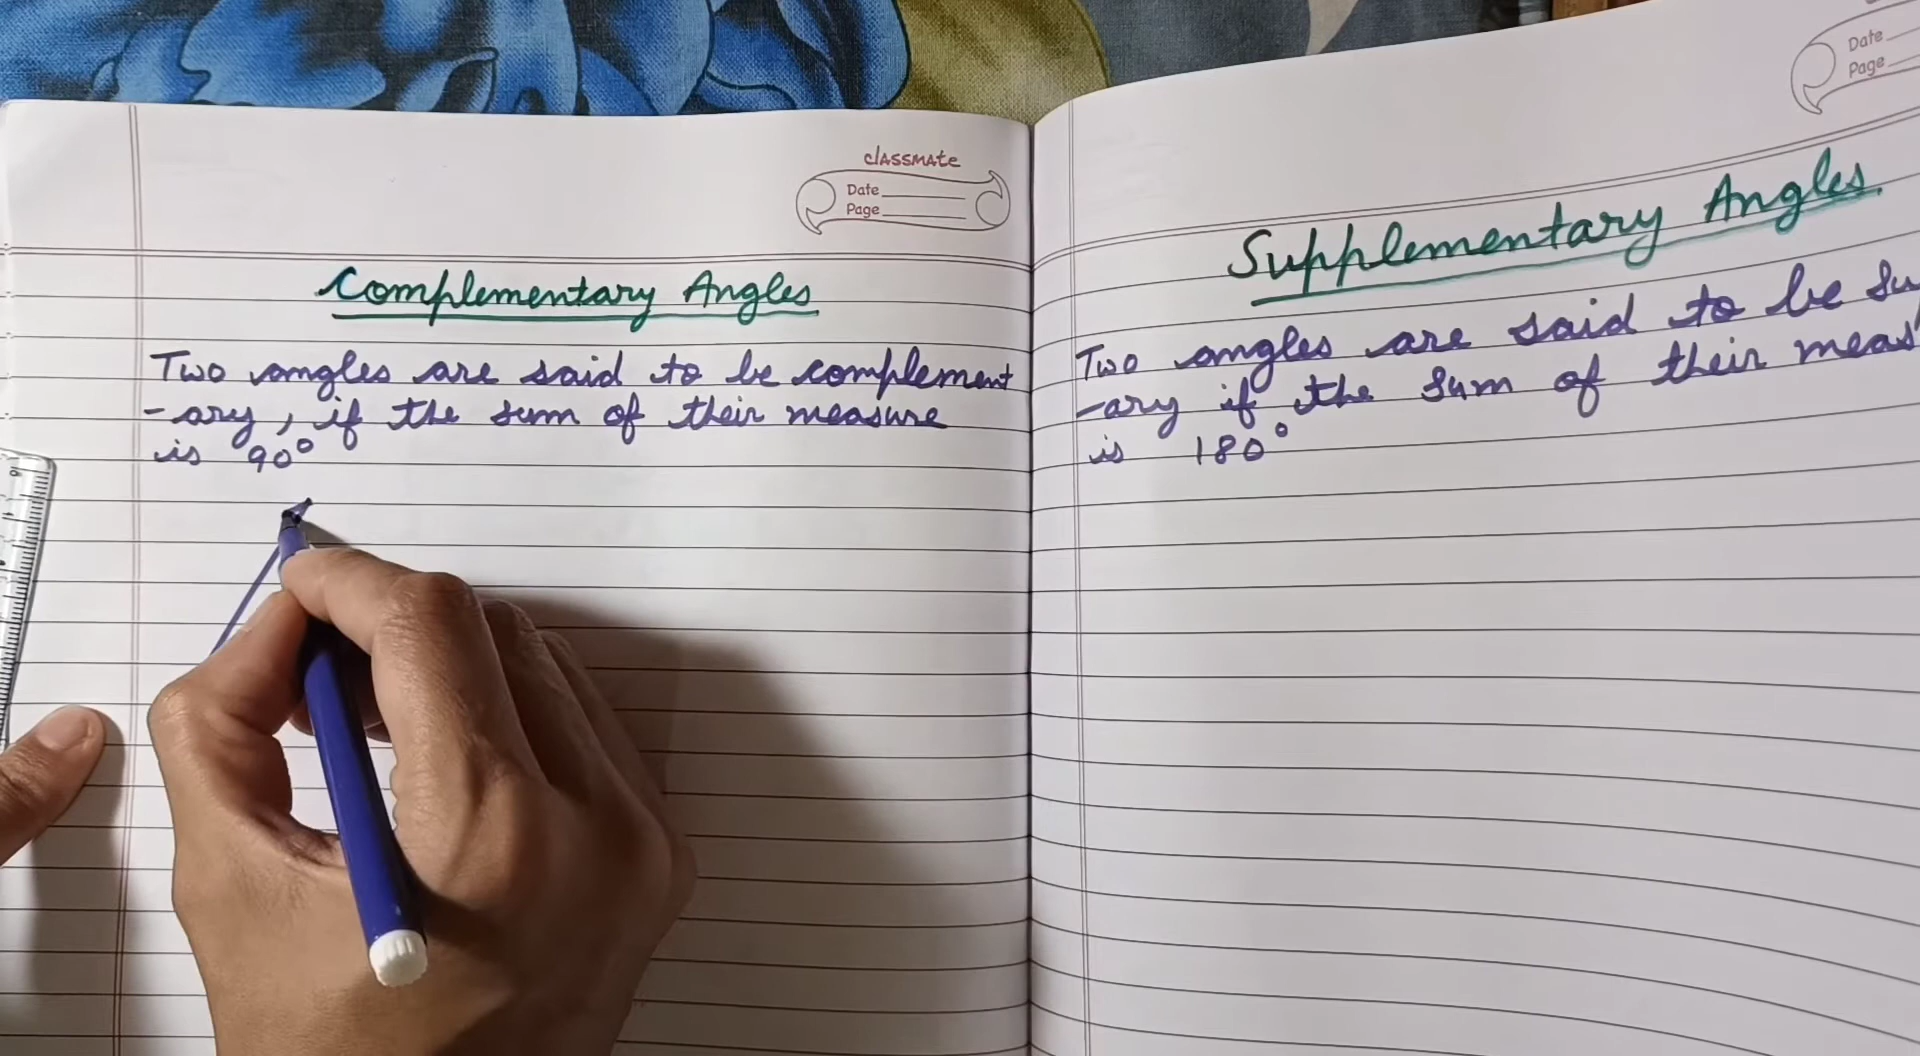 classmate
Date
Page
Complementary Angles
Two angles are said to be complement
-ary, if the sum of their measure
is 90°
Date
Page
Supplementary Angles.
Two angles are said to be Su
-ary if the sum of their meas
is 180°